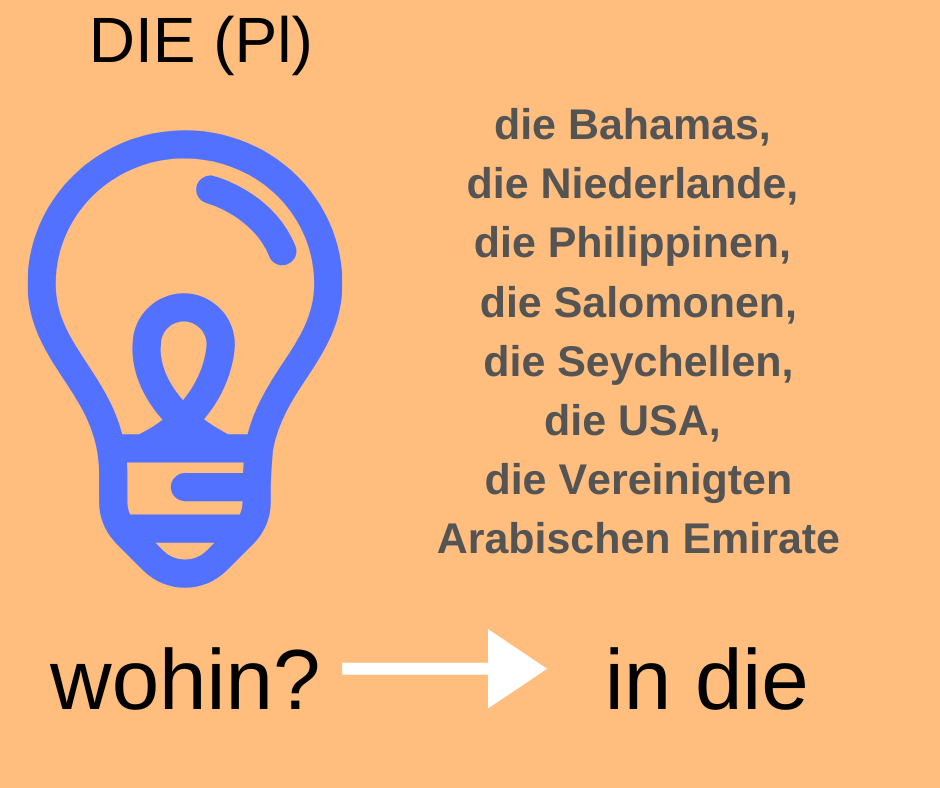 DIE (Pl)
die Bahamas,
die Niederlande,
die Philippinen,
die Salomonen,
die Seychellen,
die USA,
die Vereinigten
Arabischen Emirate
wohin?
in die